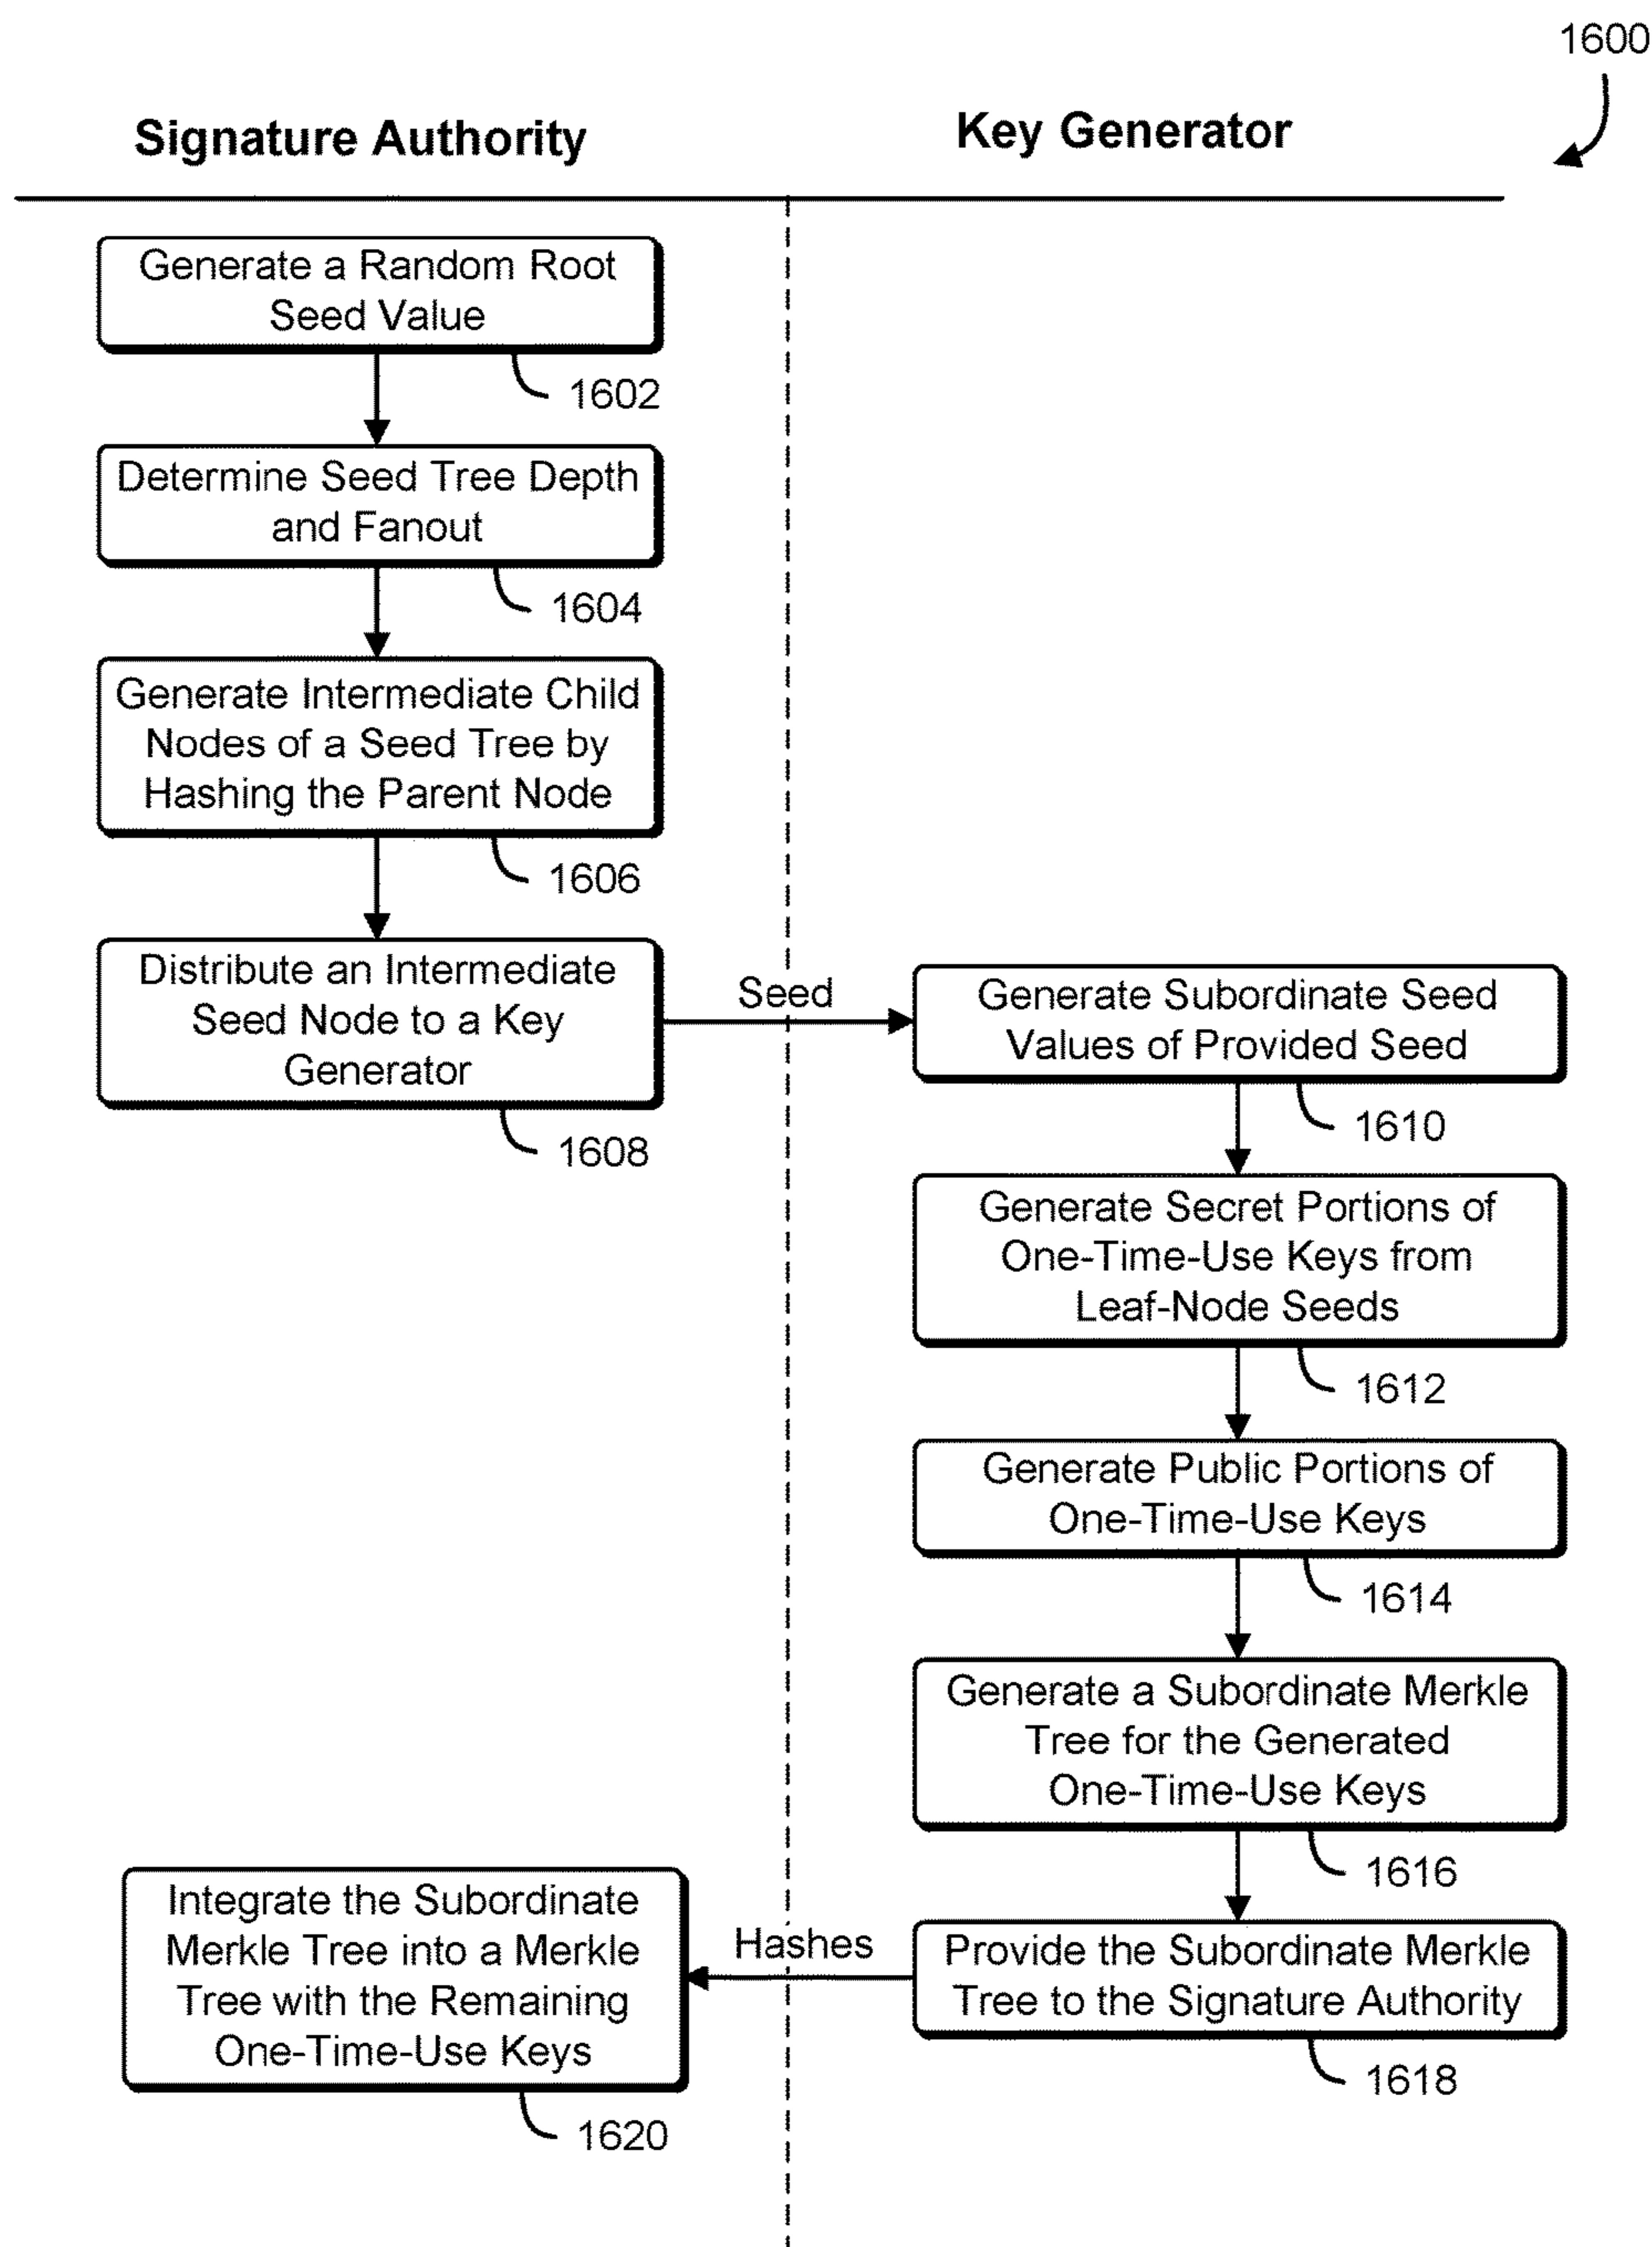 1600
Signature Authority
Key Generator
Generate a Random Root
Seed Value
1602
Determine Seed Tree Depth
and Fanout
1604
Generate Intermediate Child
Nodes of a Seed Tree by
Hashing the Parent Node
1606
Distribute an Intermediate
Seed Node to a Key
Generator
1608
Seed
Generate Subordinate Seed
Values of Provided Seed
1610
Generate Secret Portions of
One-Time-Use Keys from
Leaf-Node Seeds
1612
Generate Public Portions of
One-Time-Use Keys
1614
Generate a Subordinate Merkle
Tree for the Generated
One-Time-Use Keys
1616
Provide the Subordinate Merkle
Tree to the Signature Authority
1618
Hashes
Integrate the Subordinate
Merkle Tree into a Merkle
Tree with the Remaining
One-Time-Use Keys
1620